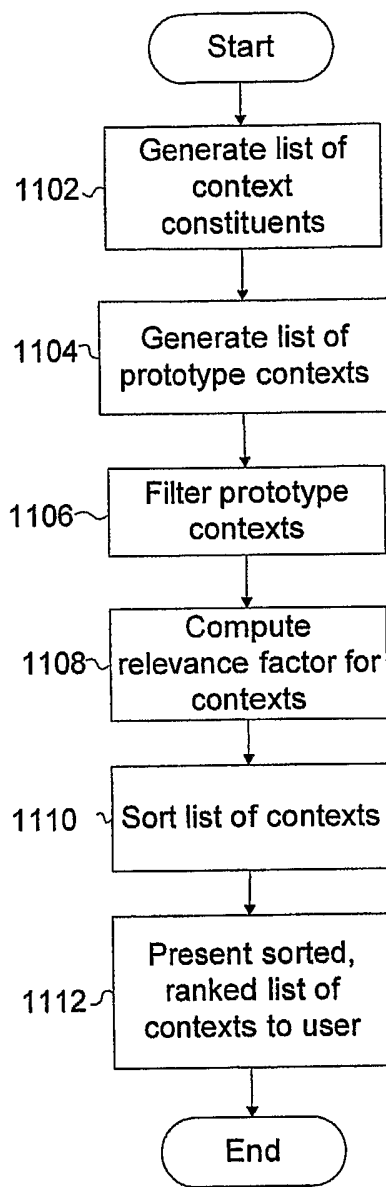 Start
Generate list of
1102
context
constituents
1104
Generate list of
prototype contexts
Filter prototype
1106
contexts
Compute
1108
relevance factor for
contexts
1110
Sort list of contexts
Present sorted,
ranked list of
1112
contexts to user
End